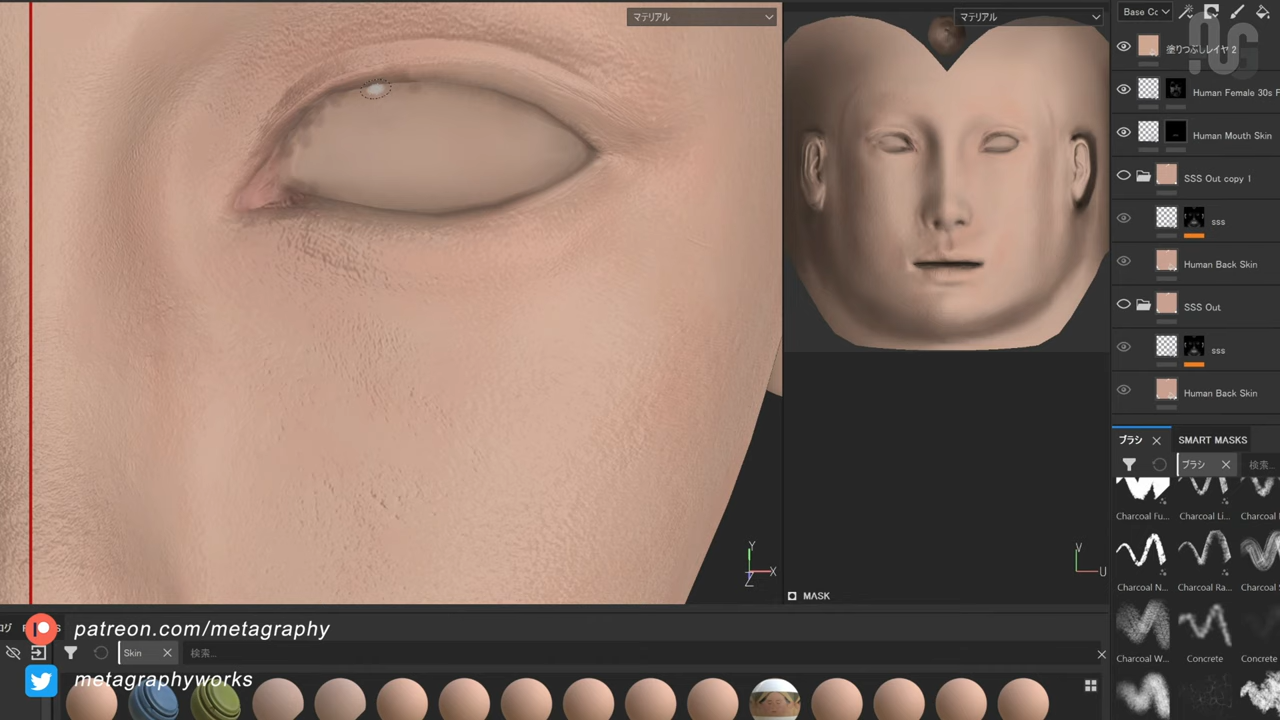 マテリアル
マテリアル
Base Co
塗りつぶしレイヤ 2
Human Female 30s F
Human Mouth Skin
SSS Out copy 1
sss
Human Back Skin
SSS Out
sss
Human Back Skin
ブラシ
SMART MASKS
ブラシ
検索...
Charcoal Fu...
Charcoal Li...
Charcoal N...
Charcoal Ra...
Charcoal
Charcoal W...
Concrete
Concrete
Y
X
Z
V
U
MASK
patreon.com/metagraphy
Skin
検索...
metagraphyworks